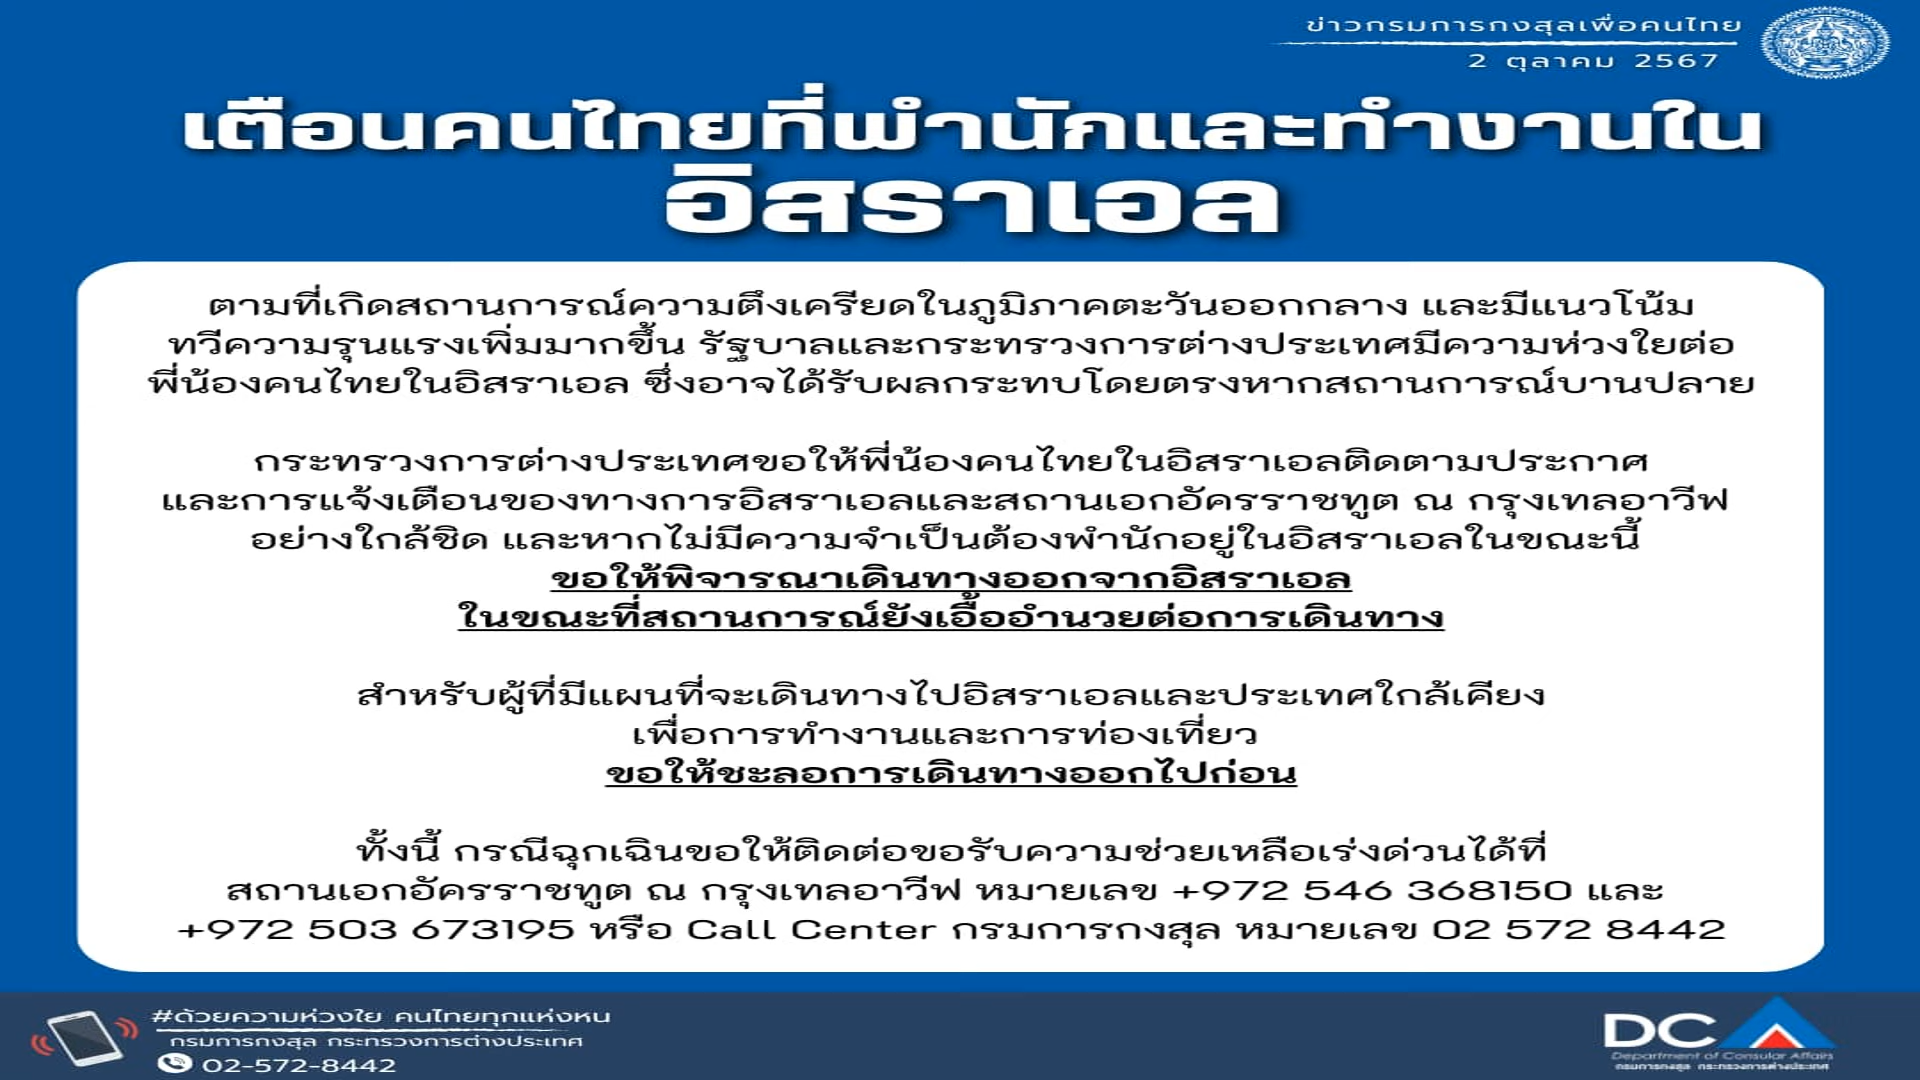 ข่าวกรมการกงสุลเพื่อคนไทย
2 ตุลาคม 2567
เตือนคนไทยที่พำนักและทำงานใน
อิสราเอล
ตามที่เกิดสถานการณ์ความตึงเครียดในภูมิภาคตะวันออกกลาง และมีแนวโน้ม
ทวีความรุนแรงเพิ่มมากขึ้น รัฐบาลและกระทรวงการต่างประเทศมีความห่วงใยต่อ
พี่น้องคนไทยในอิสราเอล ซึ่งอาจได้รับผลกระทบโดยตรงหากสถานการณ์บานปลาย
กระทรวงการต่างประเทศขอให้พี่น้องคนไทยในอิสราเอลติดตามประกาศ
และการแจ้งเตือนของทางการอิสราเอลและสถานเอกอัครราชทูต ณ กรุงเทลอาวีฟ
อย่างใกล้ชิด และหากไม่มีความจำเป็นต้องพำนักอยู่ในอิสราเอลในขณะนี้
ขอให้พิจารณาเดินทางออกจากอิสราเอล
ในขณะที่สถานการณ์ยังเอื้ออำนวยต่อการเดินทาง
สำหรับผู้ที่มีแผนที่จะเดินทางไปอิสราเอลและประเทศใกล้เคียง
เพื่อการทำงานและการท่องเที่ยว
ขอให้ชะลอการเดินทางออกไปก่อน
ทั้งนี้ กรณีฉุกเฉินขอให้ติดต่อขอรับความช่วยเหลือเร่งด่วนได้ที่
สถานเอกอัครราชทูต ณ กรุงเทลอาวีฟ หมายเลข +972 546 368150 และ
+972 503 673195 หรือ Call Center กรมการกงสุล หมายเลข 02 572 8442
#ด้วยความห่วงใย คนไทยทุกแห่งหน
กรมการกงสุล กระทรวงการต่างประเทศ
02-572-8442
DCA
Department of Consular Affairs
กรมการกงสุล กระทรวงการต่างประเทศ